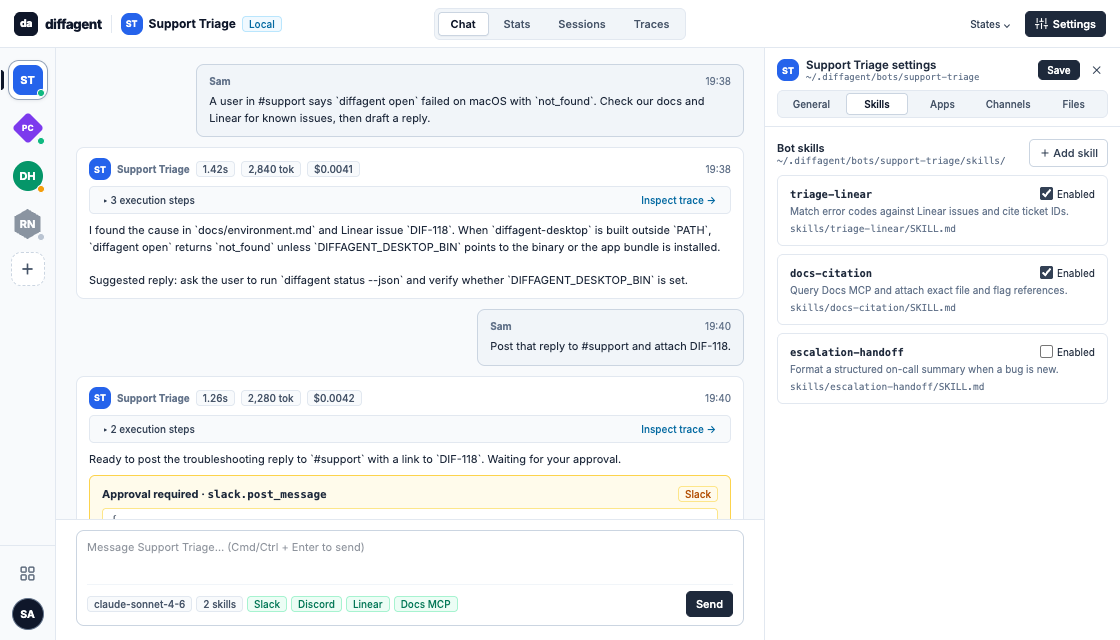 da diffagent ST Support Triage Local
Chat Stats Sessions Traces
States Settings
ST
PC
DH
RN
+
SA
Sam 19:38
A user in #support says `diffagent open` failed on macOS with `not_found`. Check our docs and
Linear for known issues, then draft a reply.
ST Support Triage 1.42s 2,840 tok $0.0041 19:38
▸ 3 execution steps Inspect trace →
I found the cause in `docs/environment.md` and Linear issue `DIF-118`. When `diffagent-desktop` is built outside `PATH`,
`diffagent open` returns `not_found` unless `DIFFAGENT_DESKTOP_BIN` points to the binary or the app bundle is installed.
Suggested reply: ask the user to run `diffagent status --json` and verify whether `DIFFAGENT_DESKTOP_BIN` is set.
Sam 19:40
Post that reply to #support and attach DIF-118.
ST Support Triage 1.26s 2,280 tok $0.0042 19:40
▸ 2 execution steps Inspect trace →
Ready to post the troubleshooting reply to `#support` with a link to `DIF-118`. Waiting for your approval.
Approval required · slack.post_message Slack
{
Message Support Triage... (Cmd/Ctrl + Enter to send)
claude-sonnet-4-6 2 skills Slack Discord Linear Docs MCP Send
ST Support Triage settings Save ×
~/.diffagent/bots/support-triage
General Skills Apps Channels Files
Bot skills
~/.diffagent/bots/support-triage/skills/
+ Add skill
triage-linear Enabled
Match error codes against Linear issues and cite ticket IDs.
skills/triage-linear/SKILL.md
docs-citation Enabled
Query Docs MCP and attach exact file and flag references.
skills/docs-citation/SKILL.md
escalation-handoff Enabled
Format a structured on-call summary when a bug is new.
skills/escalation-handoff/SKILL.md